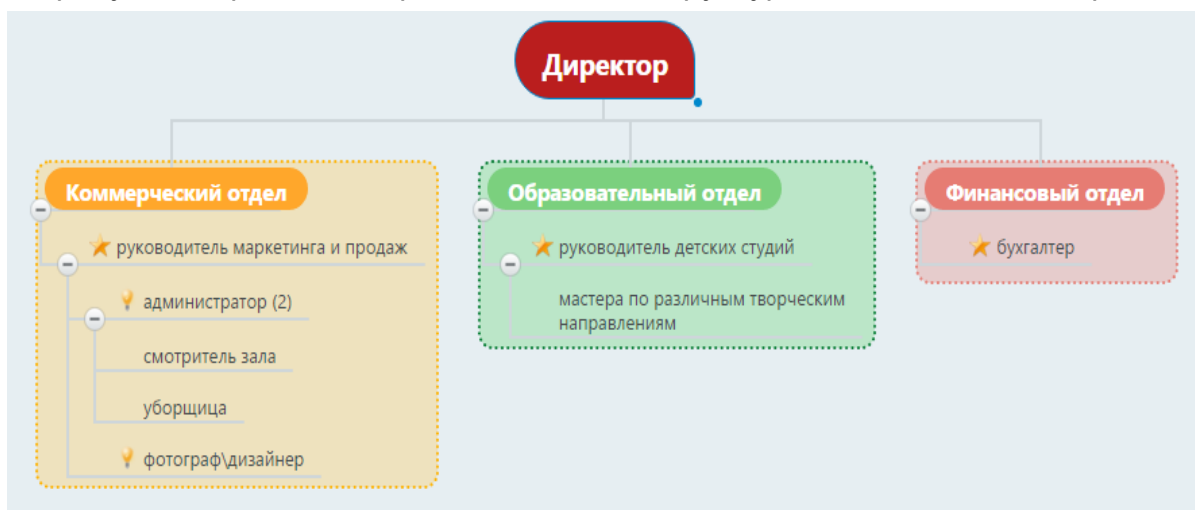 Директор
Коммерческий отдел
руководитель маркетинга и продаж
администратор (2)
смотритель зала
уборщица
фотограф\дизайнер
Образовательный отдел
руководитель детских студий
мастера по различным творческим
направлениям
Финансовый отдел
бухгалтер